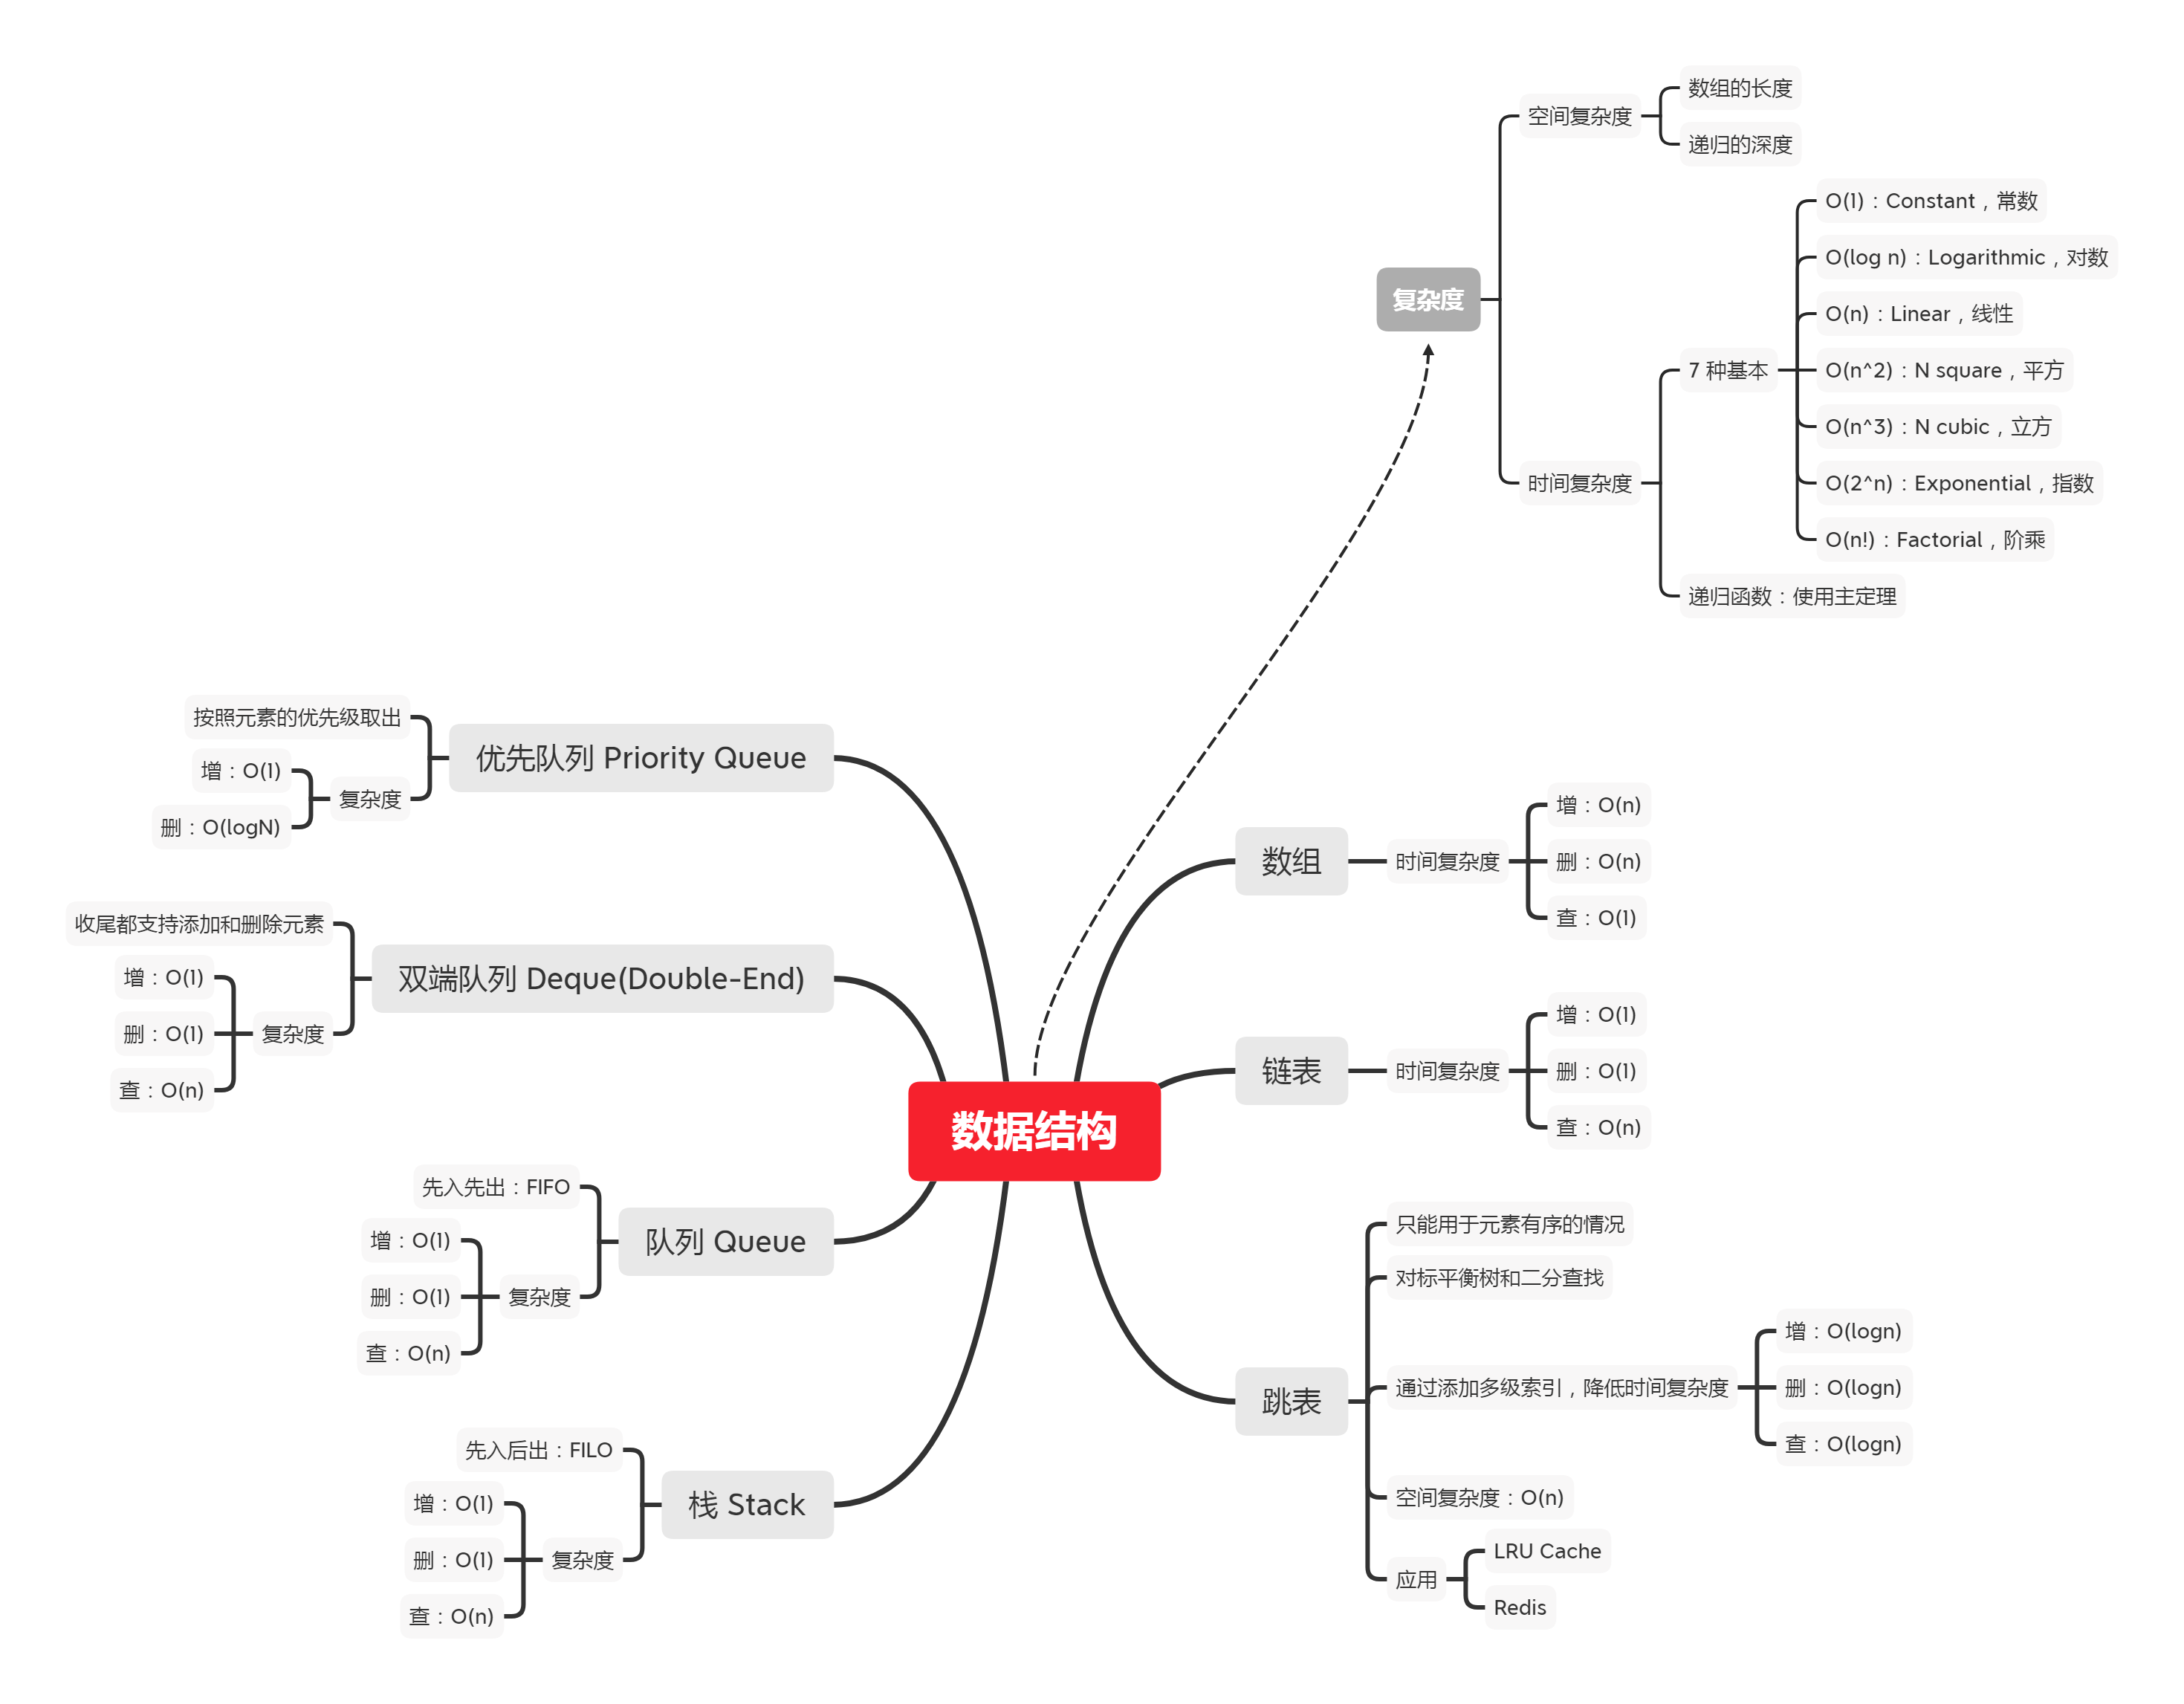 数据结构
复杂度
空间复杂度
数组的长度
递归的深度
时间复杂度
7 种基本
O(1)：Constant，常数
O(log n)：Logarithmic，对数
O(n)：Linear，线性
O(n^2)：N square，平方
O(n^3)：N cubic，立方
O(2^n)：Exponential，指数
O(n!)：Factorial，阶乘
递归函数：使用主定理
数组
时间复杂度
增：O(n)
删：O(n)
查：O(1)
链表
时间复杂度
增：O(1)
删：O(1)
查：O(n)
跳表
只能用于元素有序的情况
对标平衡树和二分查找
通过添加多级索引，降低时间复杂度
增：O(logn)
删：O(logn)
查：O(logn)
空间复杂度：O(n)
应用
LRU Cache
Redis
优先队列 Priority Queue
按照元素的优先级取出
复杂度
增：O(1)
删：O(logN)
双端队列 Deque(Double-End)
收尾都支持添加和删除元素
复杂度
增：O(1)
删：O(1)
查：O(n)
队列 Queue
先入先出：FIFO
复杂度
增：O(1)
删：O(1)
查：O(n)
栈 Stack
先入后出：FILO
复杂度
增：O(1)
删：O(1)
查：O(n)